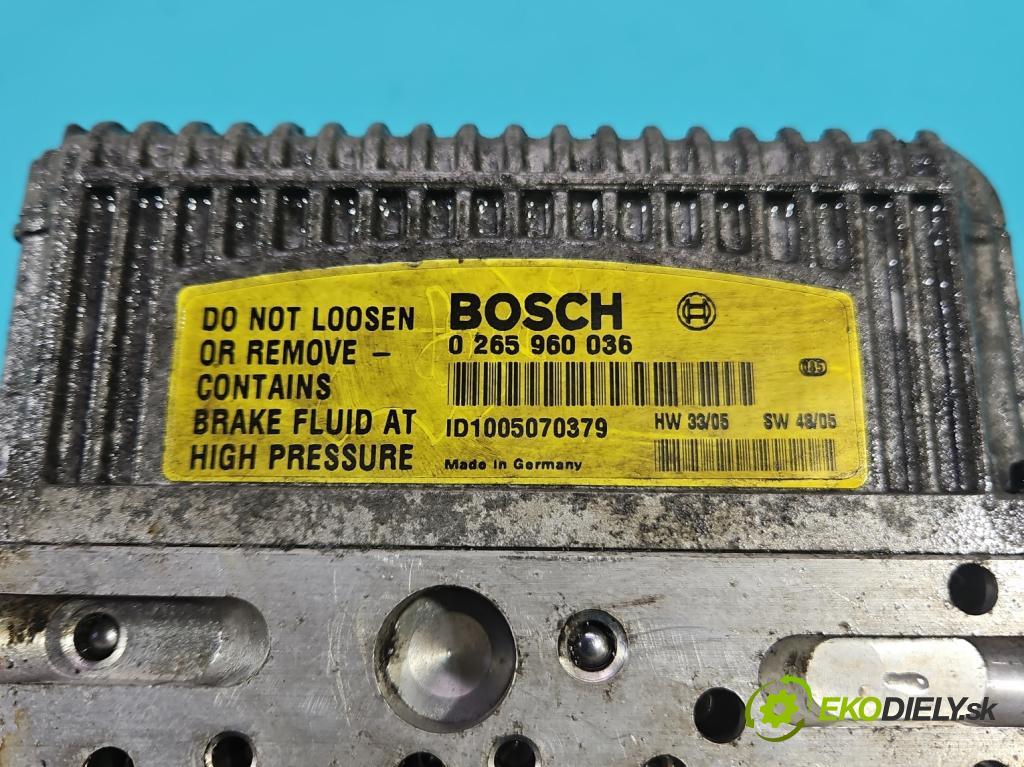 DO NOT LOOSEN
OR REMOVE –
CONTAINS
BRAKE FLUID AT
HIGH PRESSURE
BOSCH
0 265 960 036
ID1005070379
Made in Germany
HW 33/05 SW 48/05
EKODIELY.sk